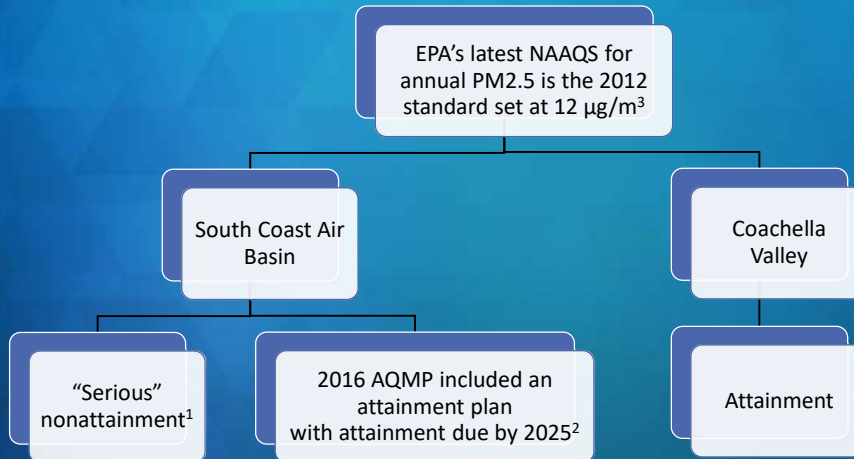 EPA’s latest NAAQS for
annual PM2.5 is the 2012
standard set at 12 µg/m³
South Coast Air
Basin
Coachella
Valley
“Serious”
nonattainment¹
2016 AQMP included an
attainment plan
with attainment due by 2025²
Attainment